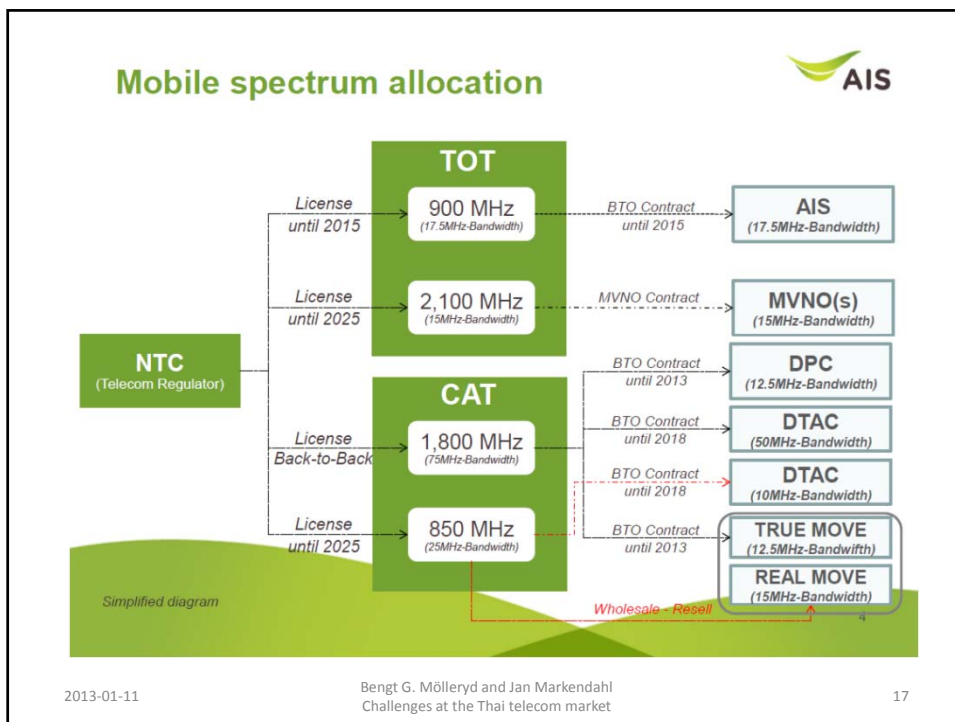 Mobile spectrum allocation
AIS
TOT
License
until 2015
900 MHz
(17.5MHz-Bandwidth)
BTO Contract
until 2015
AIS
(17.5MHz-Bandwidth)
License
until 2025
2,100 MHz
(15MHz-Bandwidth)
MVNO Contract
MVNO(s)
(15MHz-Bandwidth)
NTC
(Telecom Regulator)
CAT
BTO Contract
until 2013
DPC
(12.5MHz-Bandwidth)
License
Back-to-Back
1,800 MHz
(75MHz-Bandwidth)
BTO Contract
until 2018
DTAC
(50MHz-Bandwidth)
BTO Contract
until 2018
DTAC
(10MHz-Bandwidth)
License
until 2025
850 MHz
(25MHz-Bandwidth)
BTO Contract
until 2013
TRUE MOVE
(12.5MHz-Bandwifth)
REAL MOVE
(15MHz-Bandwidth)
Simplified diagram
Wholesale - Resell
4
2013-01-11
Bengt G. Mölleryd and Jan Markendahl
Challenges at the Thai telecom market
17